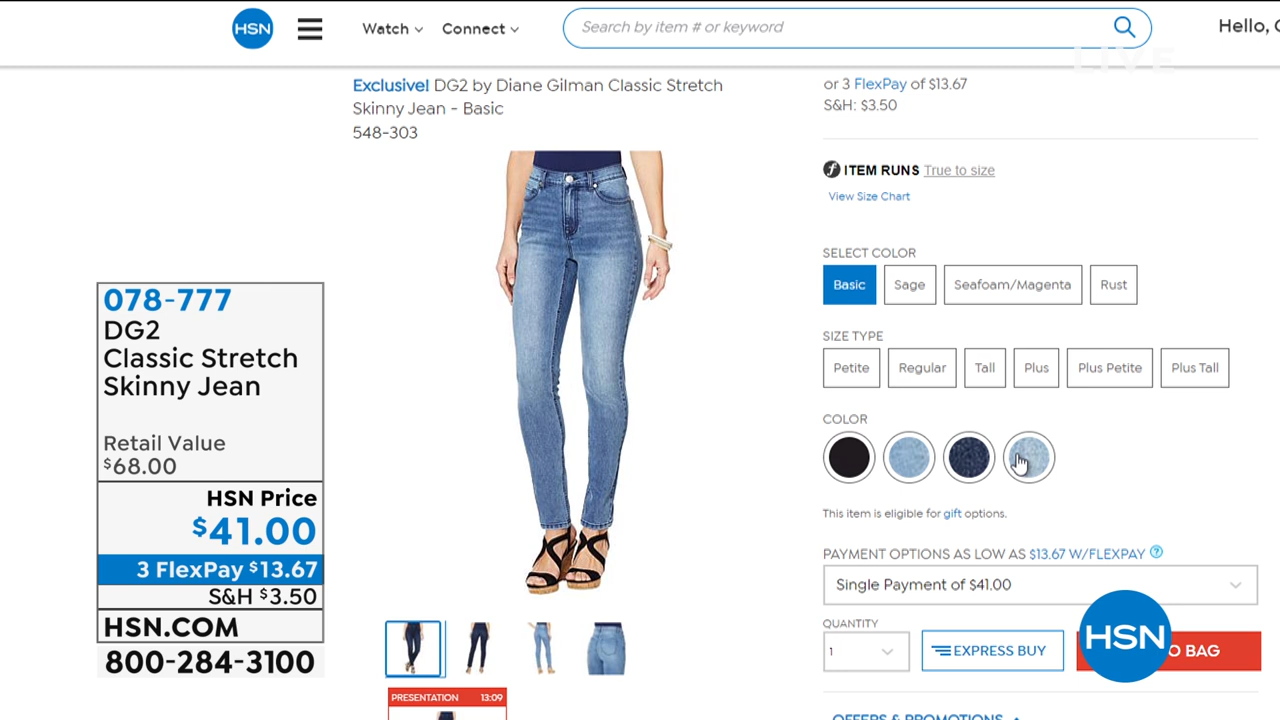 HSN
Watch
Connect
Search by item # or keyword
Hello,
LIVE
Exclusive! DG2 by Diane Gilman Classic Stretch
Skinny Jean - Basic
548-303
or 3 FlexPay of $13.67
S&H: $3.50
f ITEM RUNS True to size
View Size Chart
SELECT COLOR
Basic Sage Seafoam/Magenta Rust
SIZE TYPE
Petite Regular Tall Plus Plus Petite Plus Tall
COLOR
This item is eligible for gift options.
PAYMENT OPTIONS AS LOW AS $13.67 W/FLEXPAY ?
Single Payment of $41.00
QUANTITY
1
EXPRESS BUY
HSN
O BAG
OFFERS & PROMOTIONS
078-777
DG2
Classic Stretch
Skinny Jean
Retail Value
$68.00
HSN Price
$41.00
3 FlexPay $13.67
S&H $3.50
HSN.COM
800-284-3100
PRESENTATION 13:09